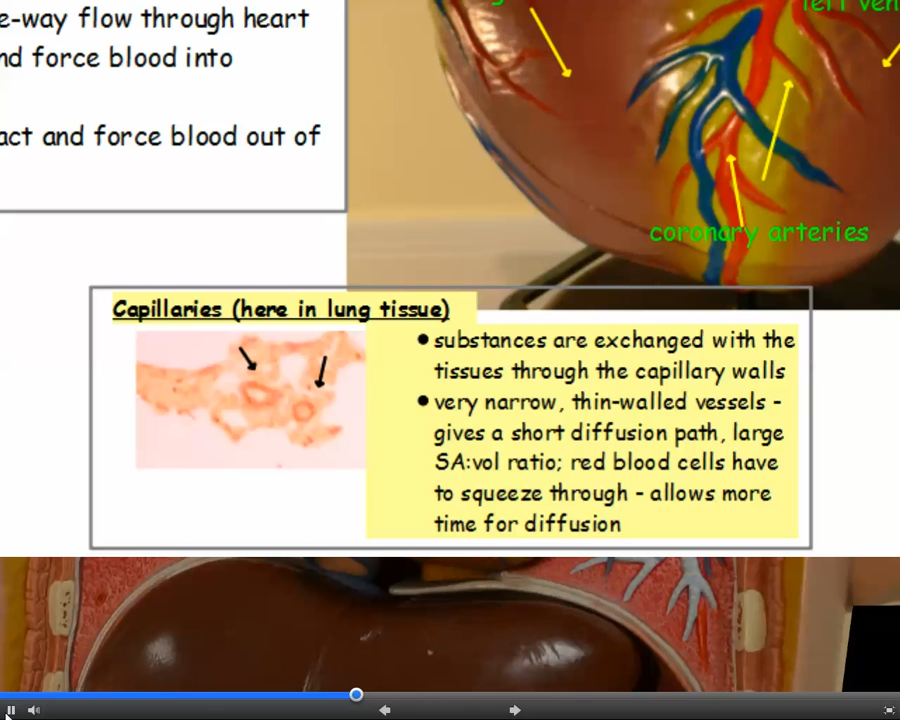 e-way flow through heart
nd force blood into
act and force blood out of
left ven
coronary arteries
Capillaries (here in lung tissue)
● substances are exchanged with the
tissues through the capillary walls
● very narrow, thin-walled vessels -
gives a short diffusion path, large
SA:vol ratio; red blood cells have
to squeeze through - allows more
time for diffusion